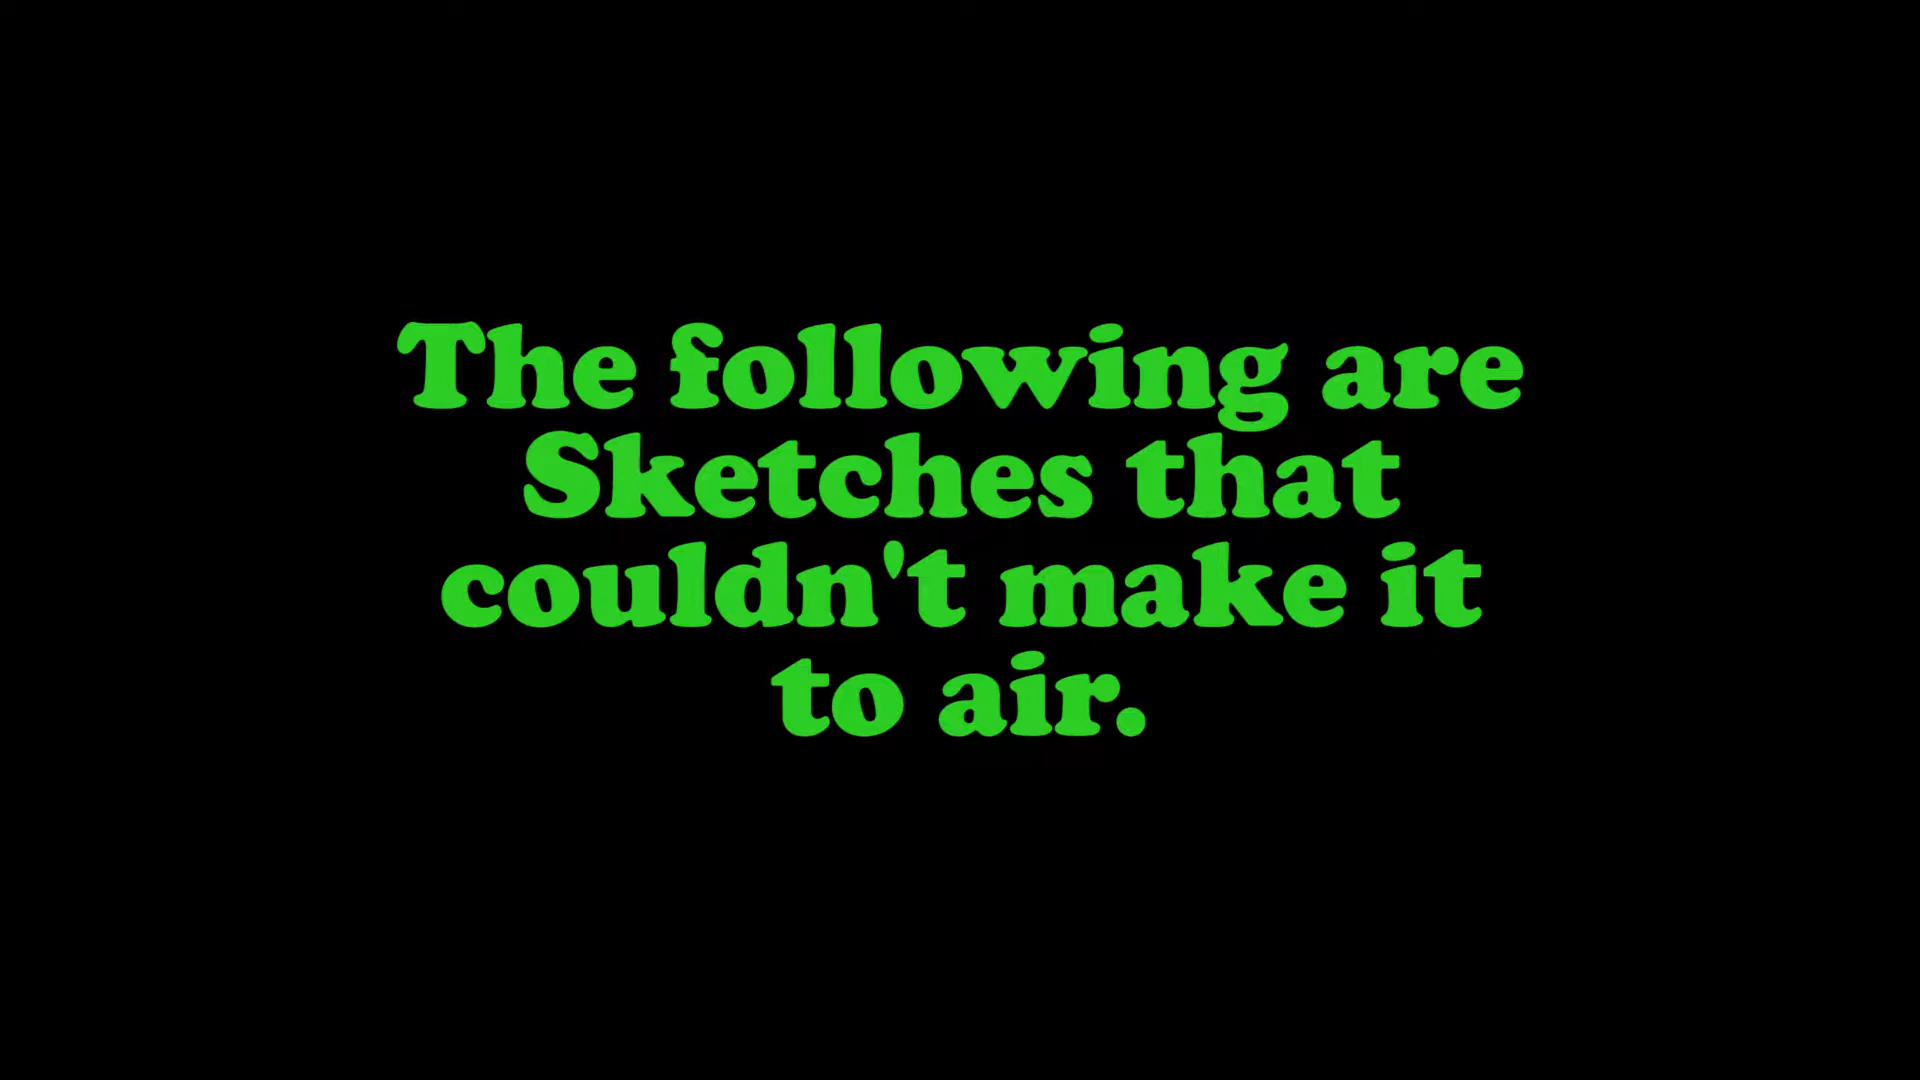 The following are
Sketches that
couldn't make it
to air.